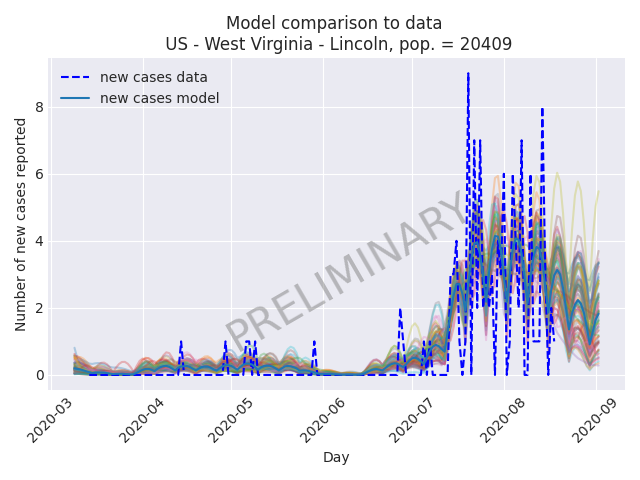 Model comparison to data
US - West Virginia - Lincoln, pop. = 20409
new cases data
new cases model
Number of new cases reported
8
6
4
2
0
PRELIMINARY
2020-03
2020-04
2020-05
2020-06
2020-07
2020-08
2020-09
Day